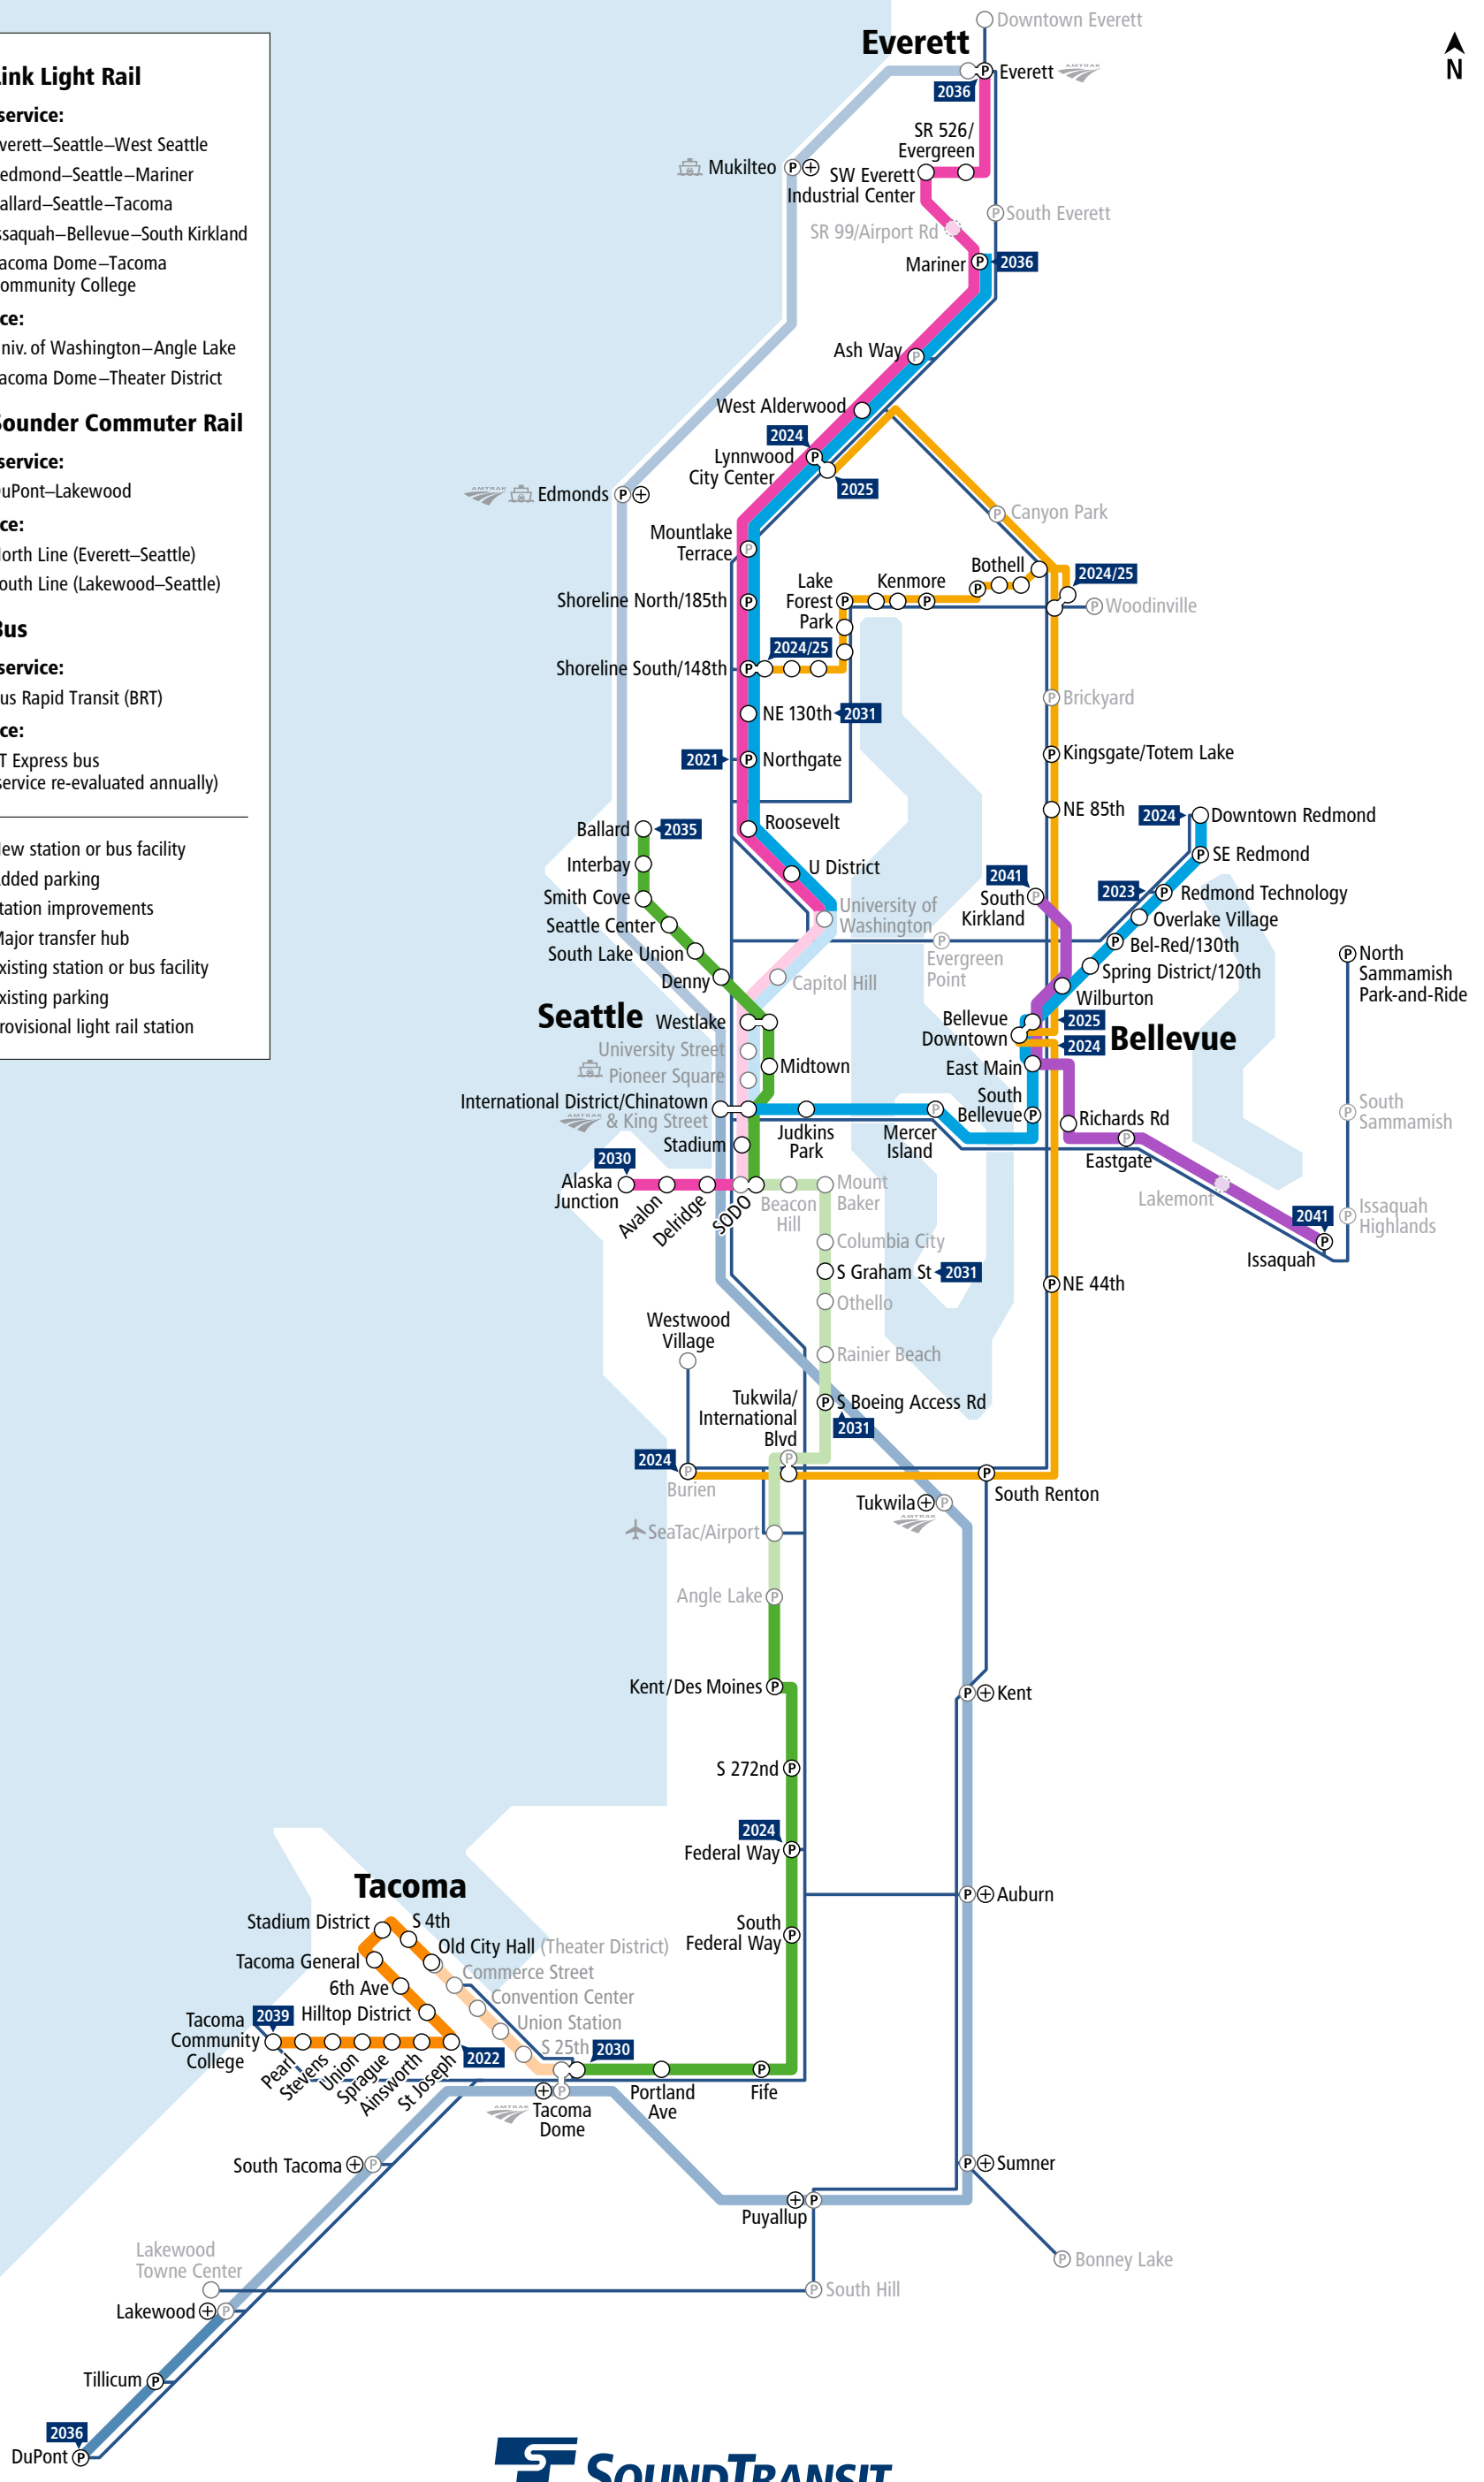 Link Light Rail
service:
verett–Seattle–West Seattle
edmond–Seattle–Mariner
allard–Seattle–Tacoma
ssaquah–Bellevue–South Kirkland
acoma Dome–Tacoma
ommunity College
ce:
niv. of Washington–Angle Lake
acoma Dome–Theater District
Sounder Commuter Rail
service:
DuPont–Lakewood
ce:
North Line (Everett–Seattle)
outh Line (Lakewood–Seattle)
Bus
service:
us Rapid Transit (BRT)
ce:
T Express bus
service re-evaluated annually)
New station or bus facility
Added parking
tation improvements
Major transfer hub
xisting station or bus facility
xisting parking
rovisional light rail station
N
Downtown Everett
Everett
P Everett AMTRAK
2036
SR 526/
Evergreen
Mukilteo P
SW Everett
Industrial Center
P South Everett
SR 99/Airport Rd
Mariner P 2036
Ash Way P
West Alderwood
2024
Lynnwood P
City Center
2025
AMTRAK Edmonds P
P Canyon Park
Mountlake
Terrace P
Bothell
P
2024/25
Kenmore
P
Lake
Forest P
Park
P Woodinville
Shoreline North/185th P
2024/25
Shoreline South/148th P
P Brickyard
NE 130th 2031
P Kingsgate/Totem Lake
2021 P Northgate
NE 85th
2024 Downtown Redmond
Roosevelt
Ballard 2035
P SE Redmond
Interbay
U District
2041
South P
Kirkland
2023 P Redmond Technology
Smith Cove
University of
Washington
Overlake Village
Seattle Center
P
Evergreen
Point
P Bel-Red/130th
South Lake Union
P North
Sammamish
Park-and-Ride
Spring District/120th
Denny
Capitol Hill
Wilburton
Seattle
Westlake
Bellevue
Downtown
2025
2024
Bellevue
University Street
Pioneer Square
Midtown
East Main
International District/Chinatown
AMTRAK & King Street
Judkins
Park
P
Mercer
Island
South
Bellevue P
Richards Rd
P South
Sammamish
Stadium
P
Eastgate
2030
Alaska
Junction
Avalon
Delridge
SODO
Beacon
Hill
Mount
Baker
Lakemont
2041
P Issaquah
Highlands
P
Issaquah
Columbia City
S Graham St 2031
P NE 44th
Othello
Westwood
Village
Rainier Beach
Tukwila/
International
Blvd
P
P S Boeing Access Rd
2031
2024 P
Burien
P
South Renton
Tukwila P
AMTRAK
SeaTac/Airport
Angle Lake P
Kent/Des Moines P
P Kent
S 272nd P
2024
Federal Way P
P Auburn
South
Federal Way P
Tacoma
Stadium District
S 4th
Old City Hall (Theater District)
Tacoma General
Commerce Street
6th Ave
Convention Center
Hilltop District
Union Station
2039
Tacoma
Community
College
S 25th
2030
2022
Pearl
Stevens
Union
Sprague
Ainsworth
St Joseph
P
AMTRAK
Tacoma
Dome
Portland
Ave
P
Fife
South Tacoma P
P Sumner
P
Puyallup
P Bonney Lake
Lakewood
Towne Center
P South Hill
Lakewood P
Tillicum P
2036
DuPont P
SOUNDTRANSIT